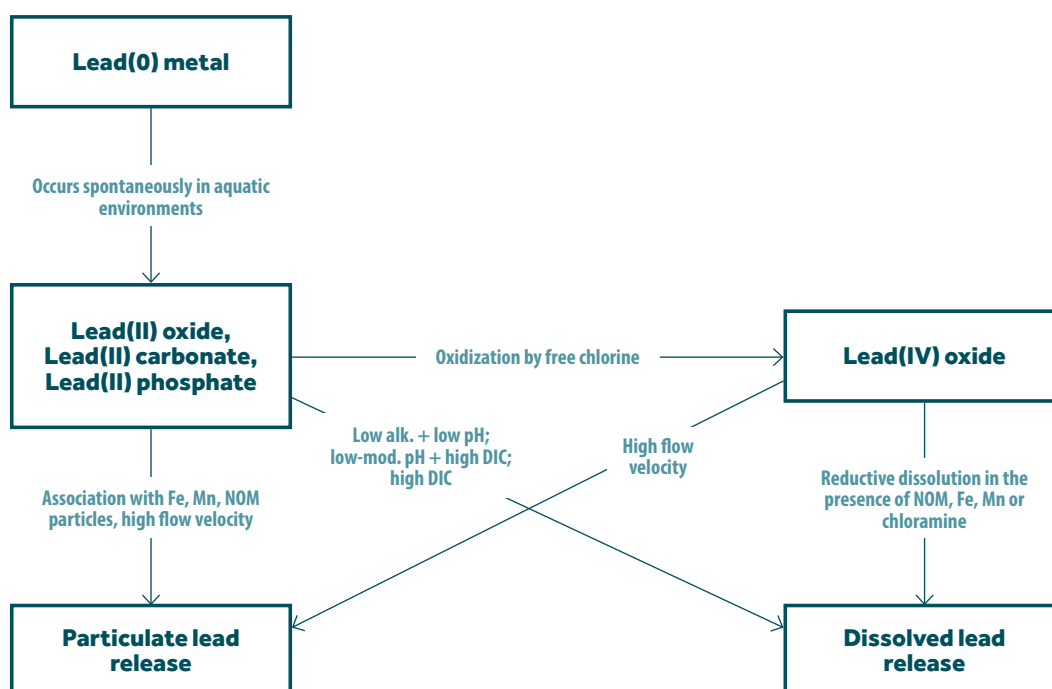 Lead(0) metal
Occurs spontaneously in aquatic
environments
Lead(II) oxide,
Lead(II) carbonate,
Lead(II) phosphate
Oxidization by free chlorine
Lead(IV) oxide
Low alk. + low pH;
low-mod. pH + high DIC;
high DIC
High flow
velocity
Association with Fe, Mn, NOM
particles, high flow velocity
Reductive dissolution in the
presence of NOM, Fe, Mn or
chloramine
Particulate lead
release
Dissolved lead
release